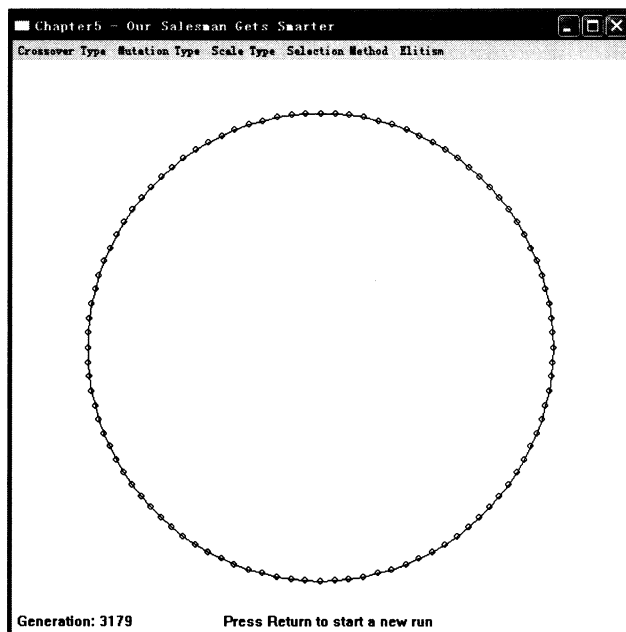 Chapter5 - Our Salesman Gets Smarter
Crossover Type Mutation Type Scale Type Selection Method Elitism
Generation: 3179 Press Return to start a new run